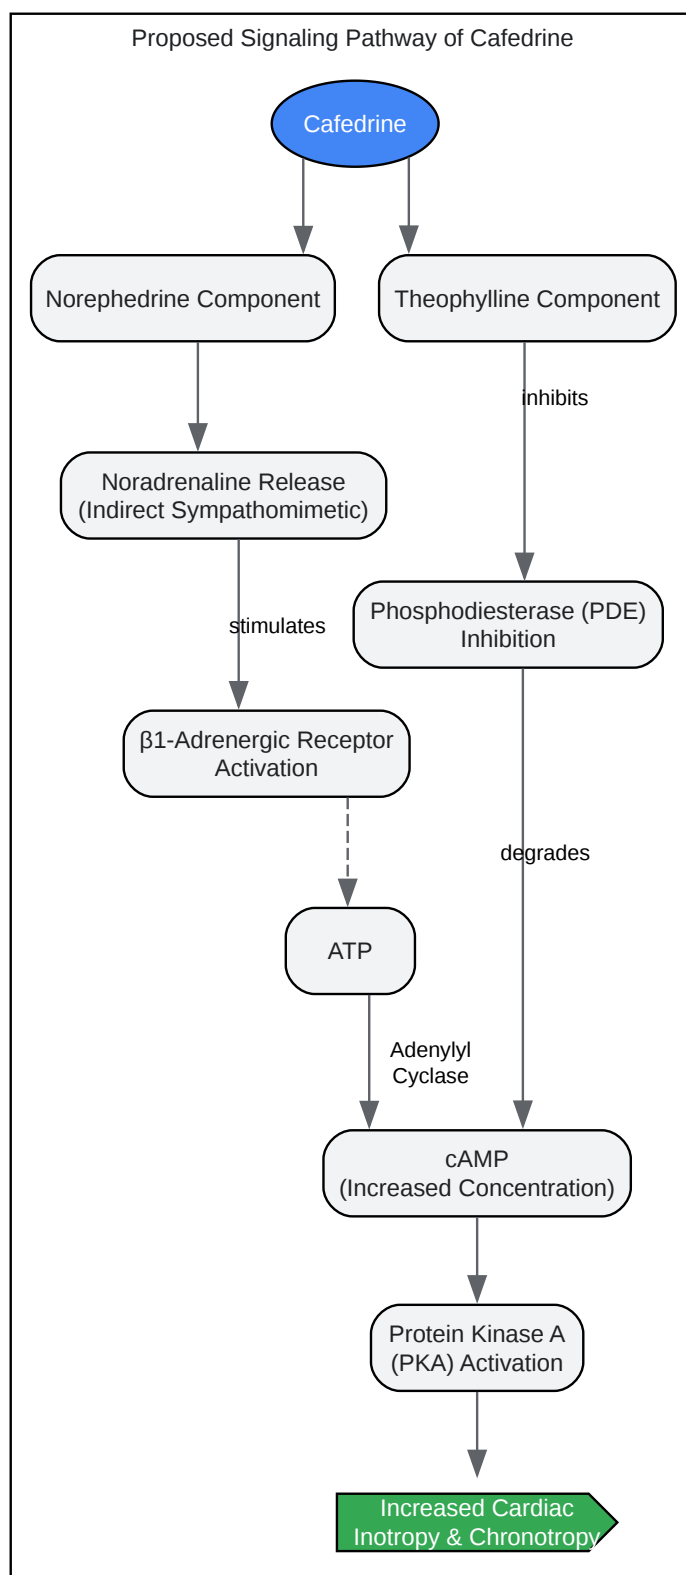 Proposed Signaling Pathway of Cafedrine
Cafedrine
Norephedrine Component
Theophylline Component
inhibits
Noradrenaline Release
(Indirect Sympathomimetic)
Phosphodiesterase (PDE)
Inhibition
stimulates
β1-Adrenergic Receptor
Activation
degrades
ATP
Adenylyl
Cyclase
cAMP
(Increased Concentration)
Protein Kinase A
(PKA) Activation
Increased Cardiac
Inotropy & Chronotropy